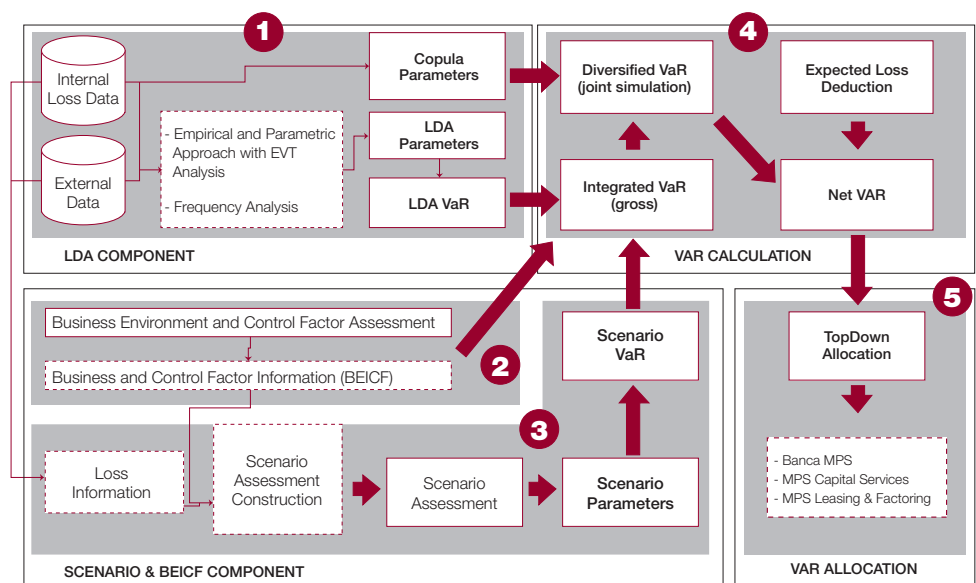 1
Internal
Loss Data
External
Data
- Empirical and Parametric
Approach with EVT
Analysis
- Frequency Analysis
Copula
Parameters
LDA
Parameters
LDA VaR
LDA COMPONENT
4
Diversified VaR
(joint simulation)
Expected Loss
Deduction
Integrated VaR
(gross)
Net VAR
VAR CALCULATION
Business Environment and Control Factor Assessment
Business and Control Factor Information (BEICF)
2
3
Loss
Information
Scenario
Assessment
Construction
Scenario
Assessment
Scenario
Parameters
Scenario
VaR
SCENARIO & BEICF COMPONENT
5
TopDown
Allocation
- Banca MPS
- MPS Capital Services
- MPS Leasing & Factoring
VAR ALLOCATION